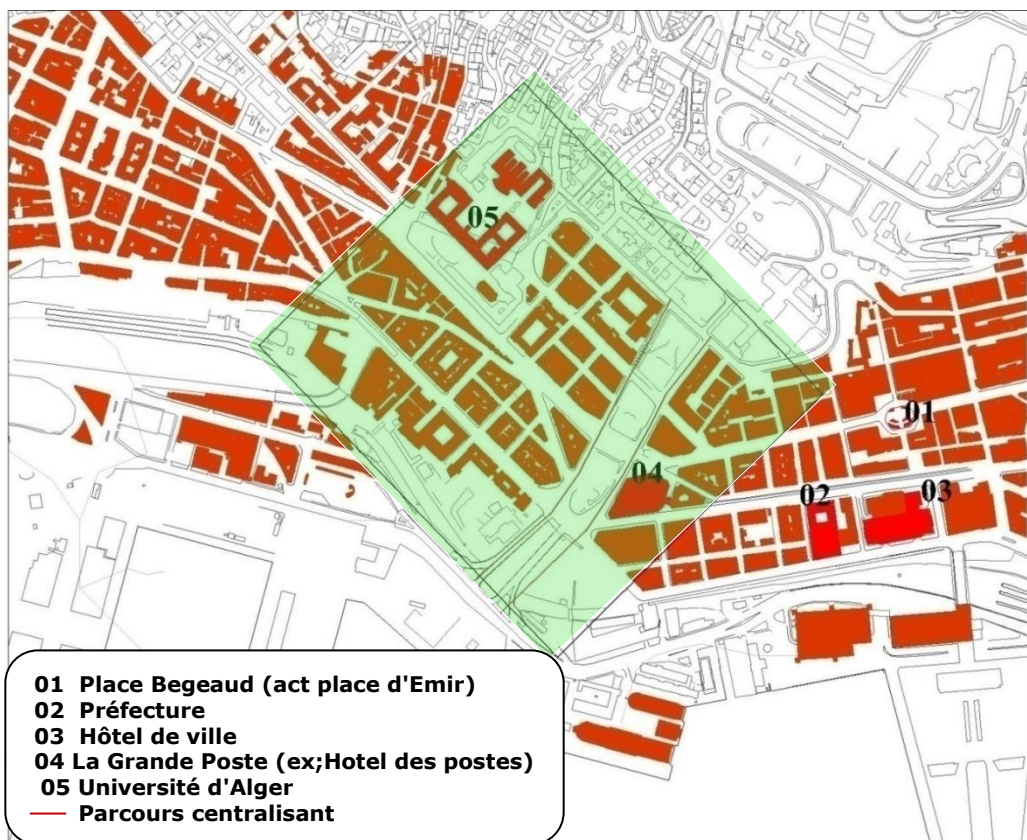 05
01
04
02
03
01 Place Begeaud (act place d'Emir)
02 Préfecture
03 Hôtel de ville
04 La Grande Poste (ex;Hotel des postes)
05 Université d'Alger
Parcours centralisant